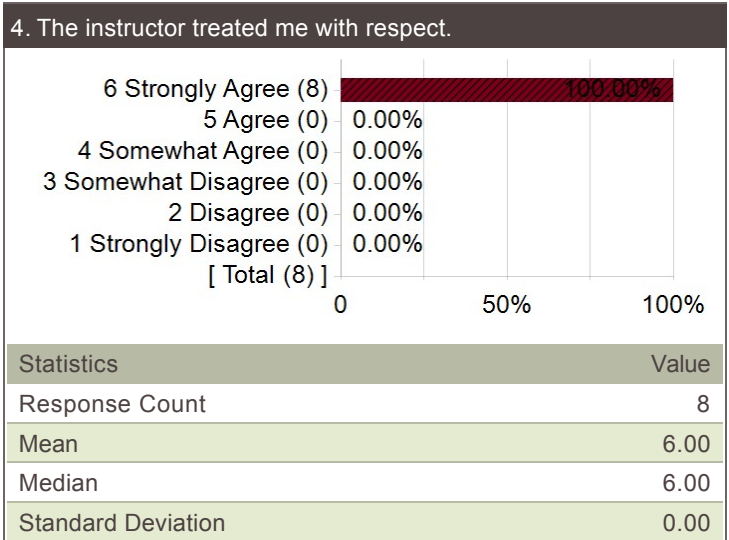 4. The instructor treated me with respect.
6 Strongly Agree (8) 100.00%
5 Agree (0) 0.00%
4 Somewhat Agree (0) 0.00%
3 Somewhat Disagree (0) 0.00%
2 Disagree (0) 0.00%
1 Strongly Disagree (0) 0.00%
[ Total (8) ]
0 50% 100%
Statistics Value
Response Count 8
Mean 6.00
Median 6.00
Standard Deviation 0.00